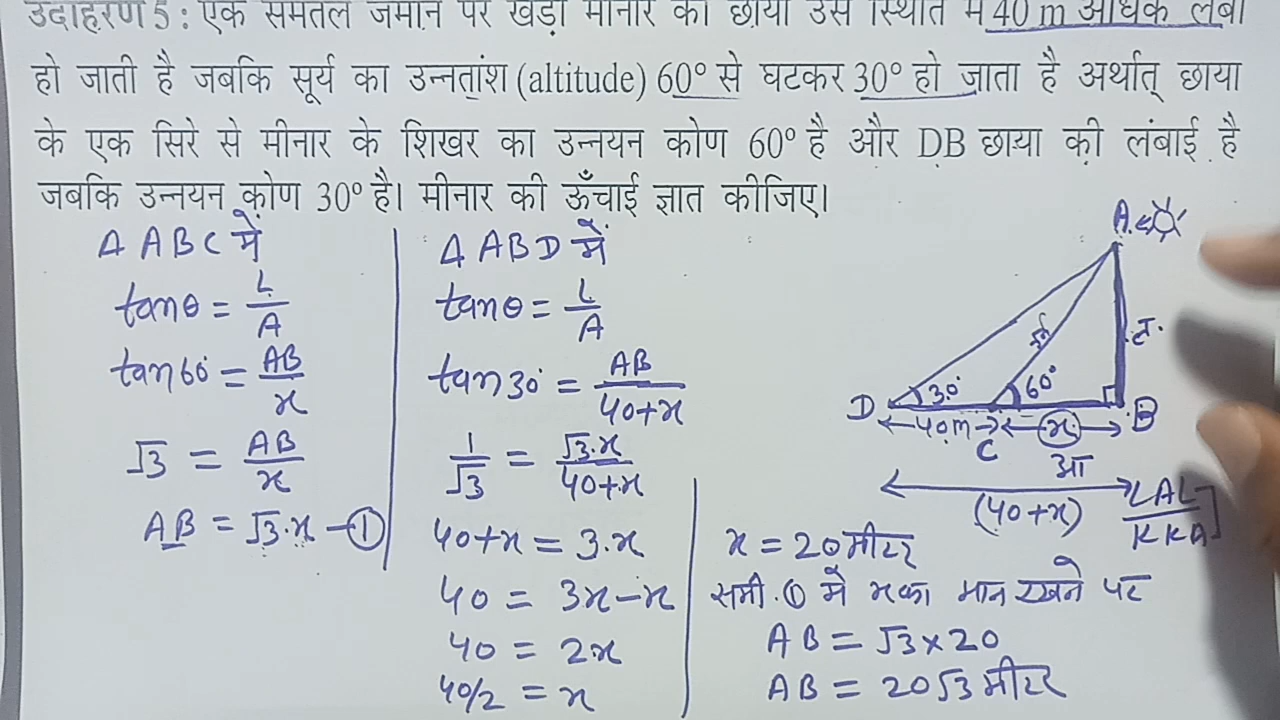 उदाहरण 5 : एक समतल जमीन पर खड़ी मीनार की छाया उस स्थिति में 40 m अधिक लंबी
हो जाती है जबकि सूर्य का उन्नतांश (altitude) 60° से घटकर 30° हो जाता है अर्थात् छाया
के एक सिरे से मीनार के शिखर का उन्नयन कोण 60° है और DB छाया की लंबाई है
जबकि उन्नयन कोण 30° है। मीनार की ऊँचाई ज्ञात कीजिए।
Δ ABC में
tanθ = L/A
tan60° = AB/x
√3 = AB/x
AB = √3.x –①
Δ ABD में
tanθ = L/A
tan30° = AB/40+x
1/√3 = √3.x/40+x
40+x = 3.x
40 = 3x-x
40 = 2x
40/2 = x
A
ल.
30°
60°
D
40m
C
x
B
आ
(40+x)
LAL/KKA
x = 20 मीटर
समी. ① में x का मान रखने पर
AB = √3×20
AB = 20√3 मीटर